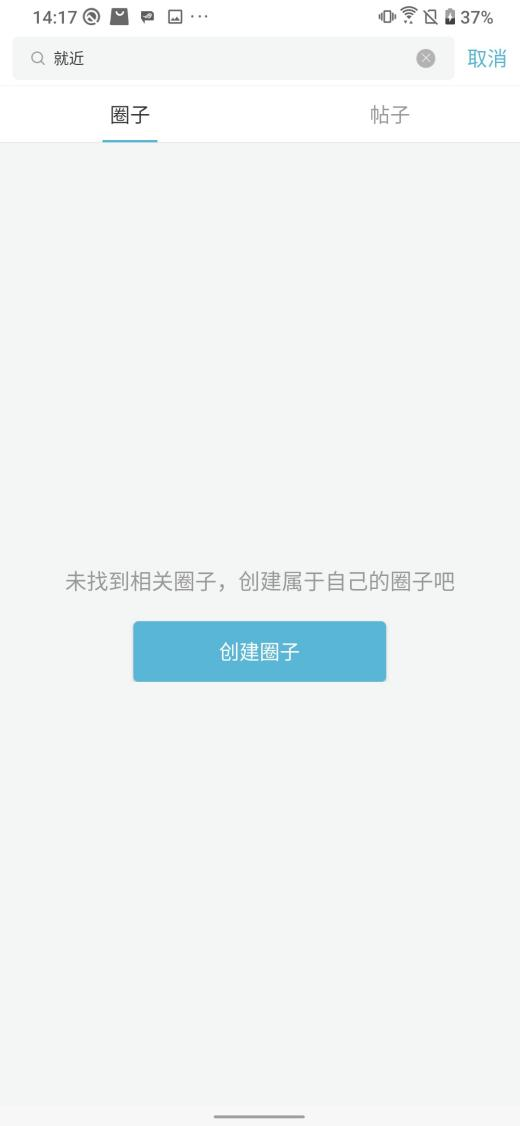 14:17 ··· 37%
就近 取消
圈子 帖子
未找到相关圈子，创建属于自己的圈子吧
创建圈子